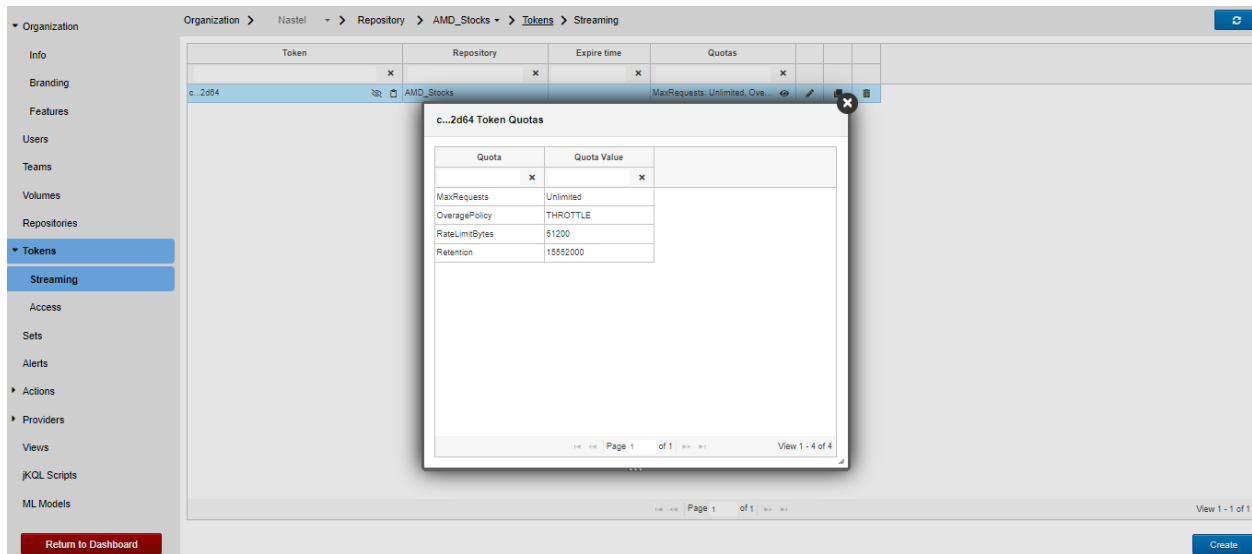 Organization
Info
Branding
Features
Users
Teams
Volumes
Repositories
Tokens
Streaming
Access
Sets
Alerts
Actions
Providers
Views
jKQL Scripts
ML Models
Return to Dashboard
Organization > Nastel > Repository > AMD_Stocks > Tokens > Streaming
Token Repository Expire time Quotas
c...2d64 AMD_Stocks MaxRequests: Unlimited, Ove...
c...2d64 Token Quotas
Quota Quota Value
MaxRequests Unlimited
OveragePolicy THROTTLE
RateLimitBytes 51200
Retention 15552000
Page 1 of 1 View 1 - 4 of 4
Page 1 of 1 View 1 - 1 of 1
Create